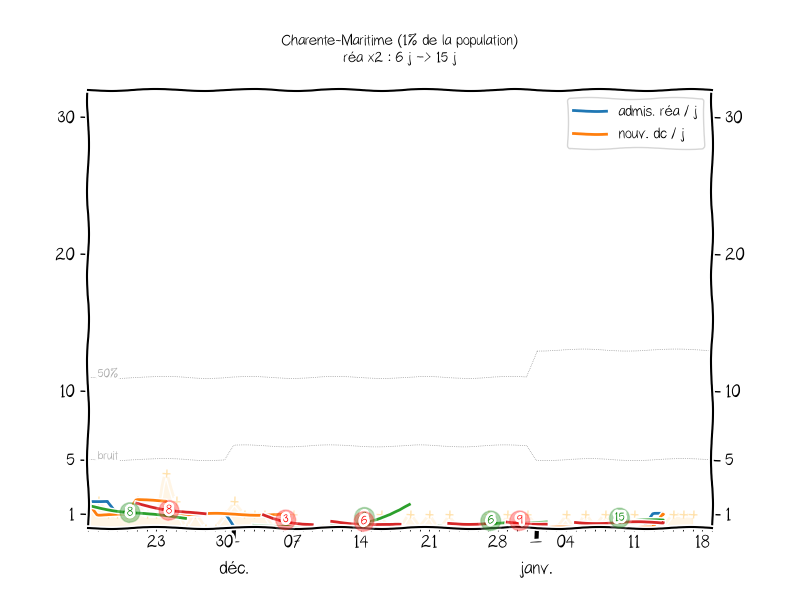 Charente-Maritime (1% de la population)
réa x2 : 6 j -> 15 j
admis. réa / j
nouv. dc / j
30 30
20 20
10 10
5 5
1 1
50%
bruit
8 8 3 6 6 9 15
23 30 07 14 21 28 04 11 18
déc. janv.